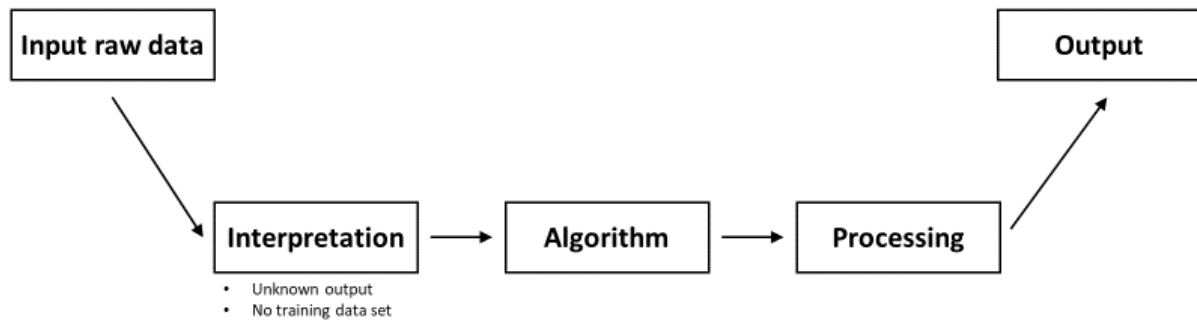 Input raw data
Output
Interpretation
Algorithm
Processing
• Unknown output
• No training data set